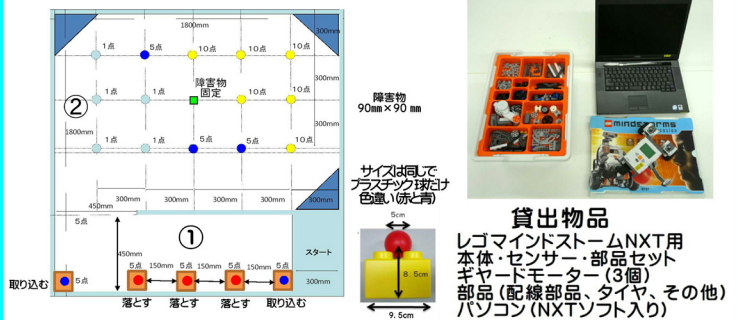 1800mm
300mm
1点
5点
10点
10点
10点
300mm
障害物
固定
②
1点
1点
10点
10点
300mm
1800mm
1点
1点
5点
5点
10点
300mm
300mm
300mm
300mm
300mm
450mm
5点
①
450mm
スタート
5点
5点
150mm
5点
150mm
5点
150mm
5点
300mm
取り込む
落とす
落とす
落とす
取り込む
障害物
90mm×90㎜
サイズは同じで
プラスチック球だけ
色違い(赤と青)
5cm
8.5cm
9.5cm
mindstorms
貸出物品
レゴマインドストームNXT用
本体・センサー・部品セット
ギヤードモーター(3個)
部品(配線部品、タイヤ、その他)
パソコン(NXTソフト入り)